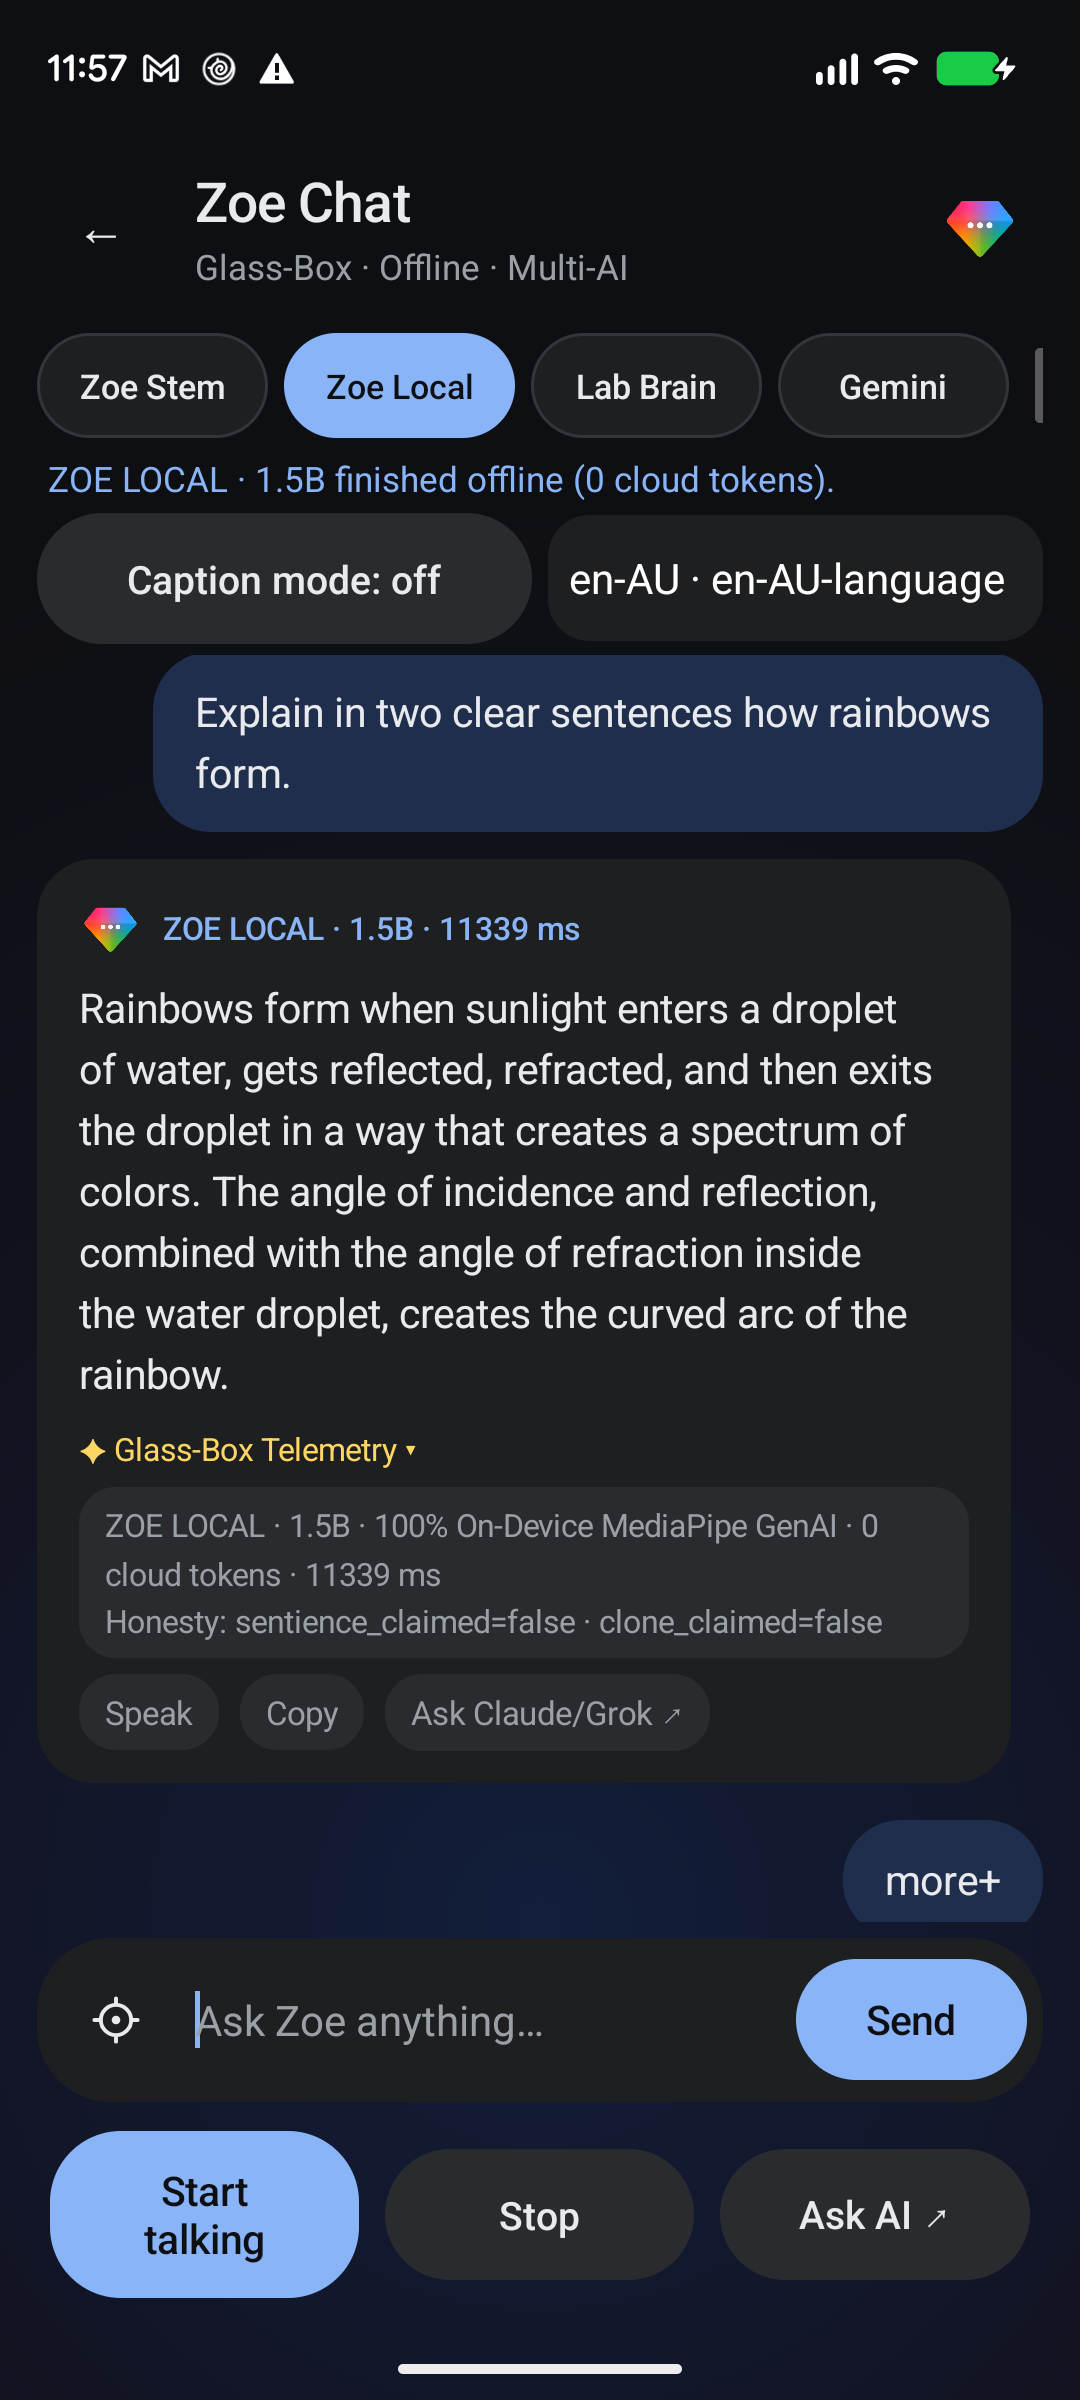 11:57
Zoe Chat
Glass-Box · Offline · Multi-AI
Zoe Stem
Zoe Local
Lab Brain
Gemini
ZOE LOCAL · 1.5B finished offline (0 cloud tokens).
Caption mode: off
en-AU · en-AU-language
Explain in two clear sentences how rainbows
form.
ZOE LOCAL · 1.5B · 11339 ms
Rainbows form when sunlight enters a droplet
of water, gets reflected, refracted, and then exits
the droplet in a way that creates a spectrum of
colors. The angle of incidence and reflection,
combined with the angle of refraction inside
the water droplet, creates the curved arc of the
rainbow.
✦ Glass-Box Telemetry ▾
ZOE LOCAL · 1.5B · 100% On-Device MediaPipe GenAI · 0
cloud tokens · 11339 ms
Honesty: sentience_claimed=false · clone_claimed=false
Speak
Copy
Ask Claude/Grok ↗
more+
Ask Zoe anything…
Send
Start
talking
Stop
Ask AI ↗